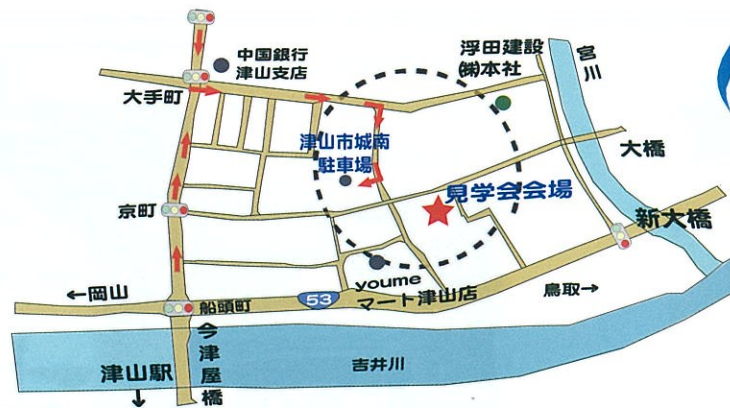 中国銀行
津山支店
浮田建設
㈱本社
宮川
大手町
津山市城南
駐車場
大橋
見学会会場
京町
新大橋
youme
マート津山店
←岡山
船頭町
53
鳥取→
今津屋橋
吉井川
津山駅
↓